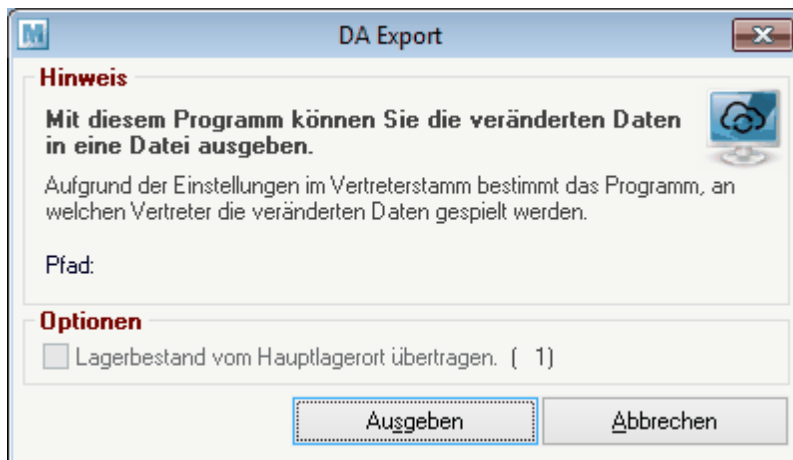 M
DA Export
Hinweis
Mit diesem Programm können Sie die veränderten Daten
in eine Datei ausgeben.
Aufgrund der Einstellungen im Vertreterstamm bestimmt das Programm, an
welchen Vertreter die veränderten Daten gespielt werden.
Pfad:
Optionen
Lagerbestand vom Hauptlagerort übertragen. (   1)
Ausgeben
Abbrechen